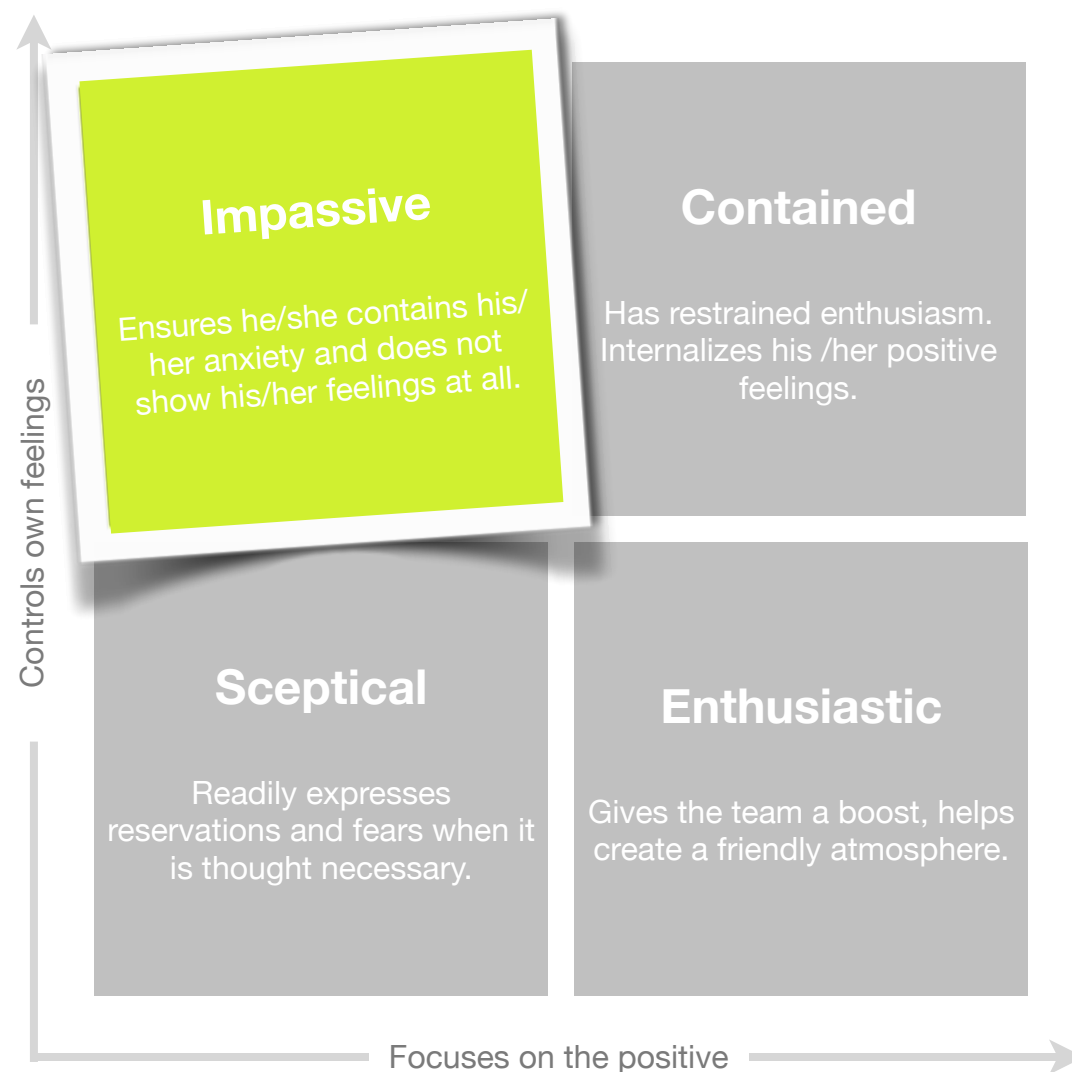 Impassive
Ensures he/she contains his/
her anxiety and does not
show his/her feelings at all.
Contained
Has restrained enthusiasm.
Internalizes his /her positive
feelings.
Controls own feelings
Sceptical
Readily expresses
reservations and fears when it
is thought necessary.
Enthusiastic
Gives the team a boost, helps
create a friendly atmosphere.
Focuses on the positive